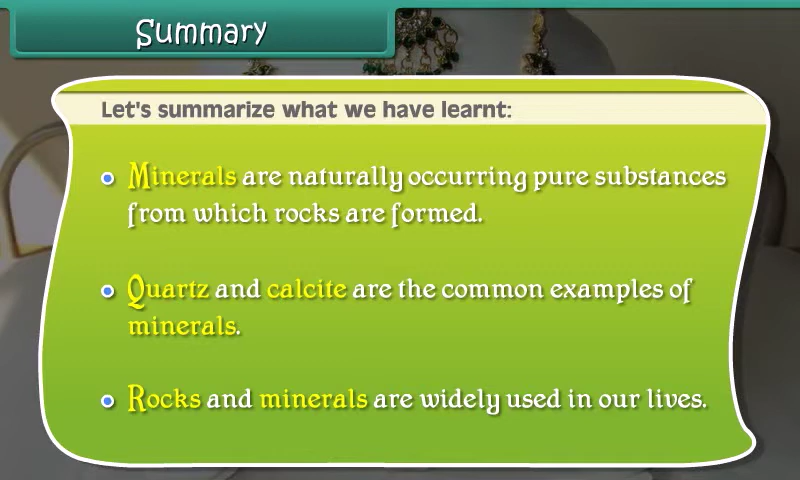 Summary
Let's summarize what we have learnt:
Minerals are naturally occurring pure substances
from which rocks are formed.
Quartz and calcite are the common examples of
minerals.
Rocks and minerals are widely used in our lives.